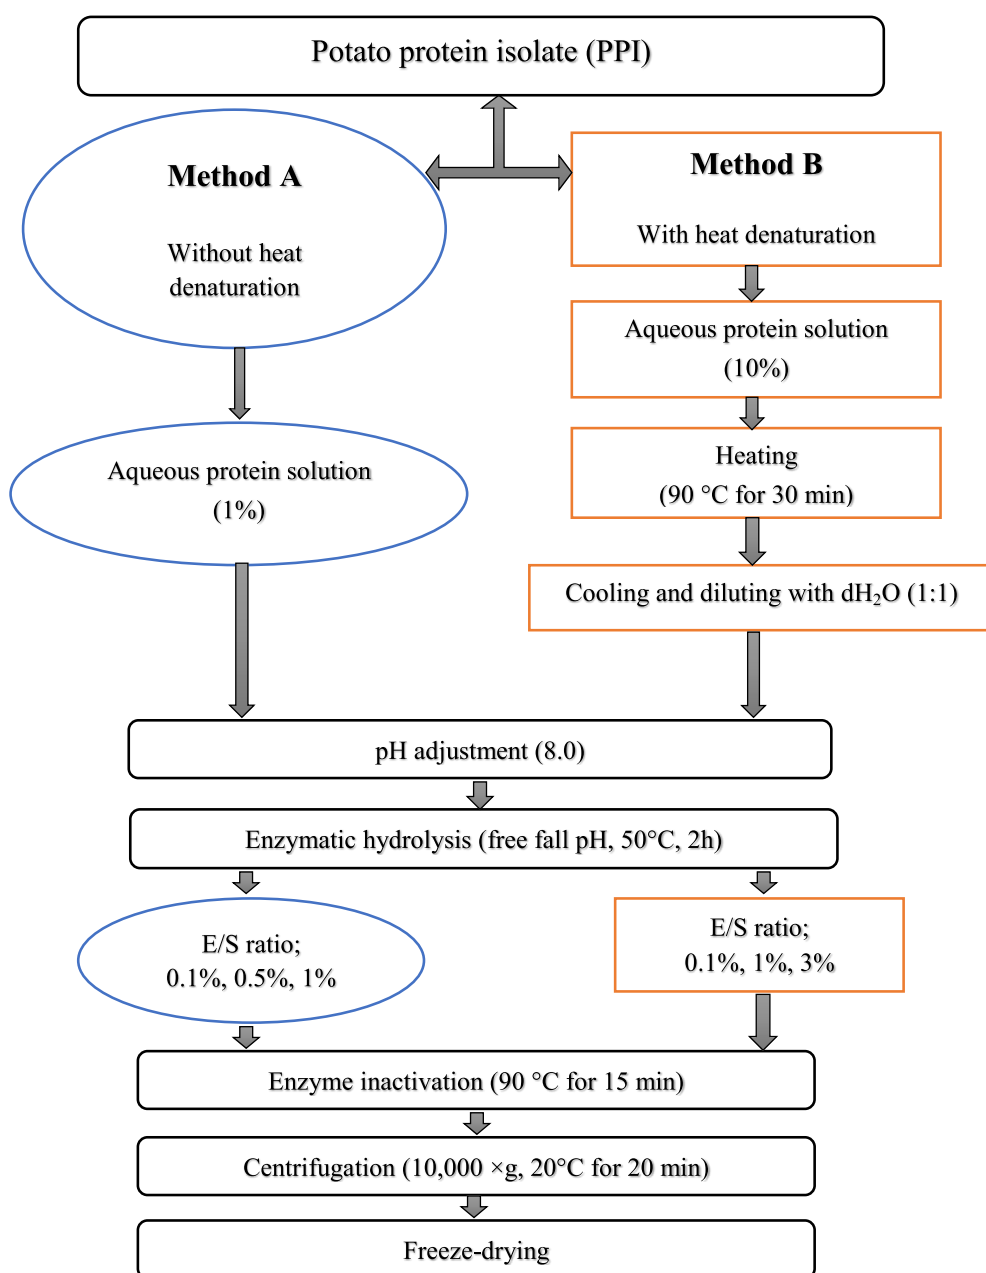 Potato protein isolate (PPI)
Method A
Without heat
denaturation
Method B
With heat denaturation
Aqueous protein solution
(10%)
Heating
(90 °C for 30 min)
Cooling and diluting with dH₂O (1:1)
Aqueous protein solution
(1%)
pH adjustment (8.0)
Enzymatic hydrolysis (free fall pH, 50°C, 2h)
E/S ratio;
0.1%, 0.5%, 1%
E/S ratio;
0.1%, 1%, 3%
Enzyme inactivation (90 °C for 15 min)
Centrifugation (10,000 ×g, 20°C for 20 min)
Freeze-drying